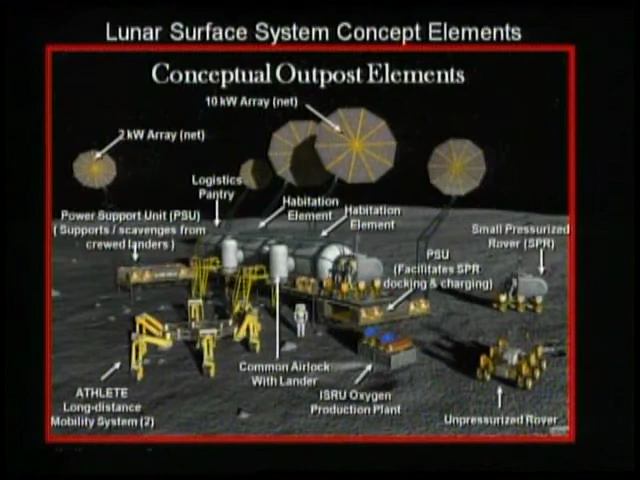 Lunar Surface System Concept Elements
Conceptual Outpost Elements
10 kW Array (net)
2 kW Array (net)
Logistics
Pantry
Habitation
Element
Habitation
Element
Power Support Unit (PSU)
( Supports / scavenges from
crewed landers )
Small Pressurized
Rover (SPR)
PSU
(Facilitates SPR
docking & charging)
Common Airlock
With Lander
ISRU Oxygen
Production Plant
ATHLETE
Long-distance
Mobility System (2)
Unpressurized Rover